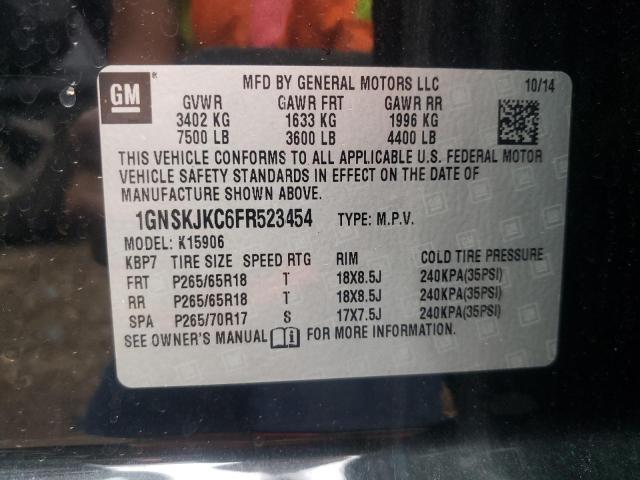 GM
MFD BY GENERAL MOTORS LLC 10/14
GVWR GAWR FRT GAWR RR
3402 KG 1633 KG 1996 KG
7500 LB 3600 LB 4400 LB
THIS VEHICLE CONFORMS TO ALL APPLICABLE U.S. FEDERAL MOTOR
VEHICLE SAFETY STANDARDS IN EFFECT ON THE DATE OF
MANUFACTURE SHOWN ABOVE.
1GNSKJKC6FR523454 TYPE: M.P.V.
MODEL: K15906
KBP7 TIRE SIZE SPEED RTG RIM COLD TIRE PRESSURE
FRT P265/65R18 T 18X8.5J 240KPA(35PSI)
RR P265/65R18 T 18X8.5J 240KPA(35PSI)
SPA P265/70R17 S 17X7.5J 240KPA(35PSI)
SEE OWNER'S MANUAL FOR MORE INFORMATION.